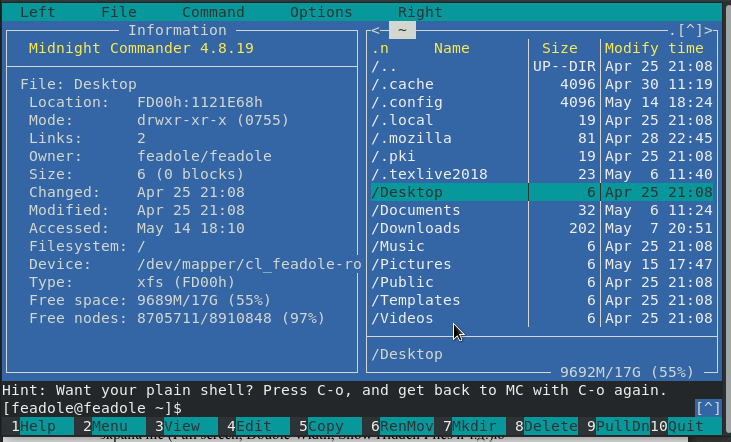 Left File Command Options Right
Information
Midnight Commander 4.8.19
File: Desktop
Location: FD00h:1121E68h
Mode: drwxr-xr-x (0755)
Links: 2
Owner: feadole/feadole
Size: 6 (0 blocks)
Changed: Apr 25 21:08
Modified: Apr 25 21:08
Accessed: May 14 18:10
Filesystem: /
Device: /dev/mapper/cl_feadole-ro
Type: xfs (FD00h)
Free space: 9689M/17G (55%)
Free nodes: 8705711/8910848 (97%)
<- ~ .[^]>
.n Name Size Modify time
/.. UP--DIR Apr 25 21:08
/.cache 4096 Apr 30 11:19
/.config 4096 May 14 18:24
/.local 19 Apr 25 21:08
/.mozilla 81 Apr 28 22:45
/.pki 19 Apr 25 21:08
/.texlive2018 23 May 6 11:40
/Desktop 6 Apr 25 21:08
/Documents 32 May 6 11:24
/Downloads 202 May 7 20:51
/Music 6 Apr 25 21:08
/Pictures 6 May 15 17:47
/Public 6 Apr 25 21:08
/Templates 6 Apr 25 21:08
/Videos 6 Apr 25 21:08
/Desktop
9692M/17G (55%)
Hint: Want your plain shell? Press C-o, and get back to MC with C-o again.
[feadole@feadole ~]$ [^]
1Help 2Menu 3View 4Edit 5Copy 6RenMov 7Mkdir 8Delete 9PullDn 10Quit